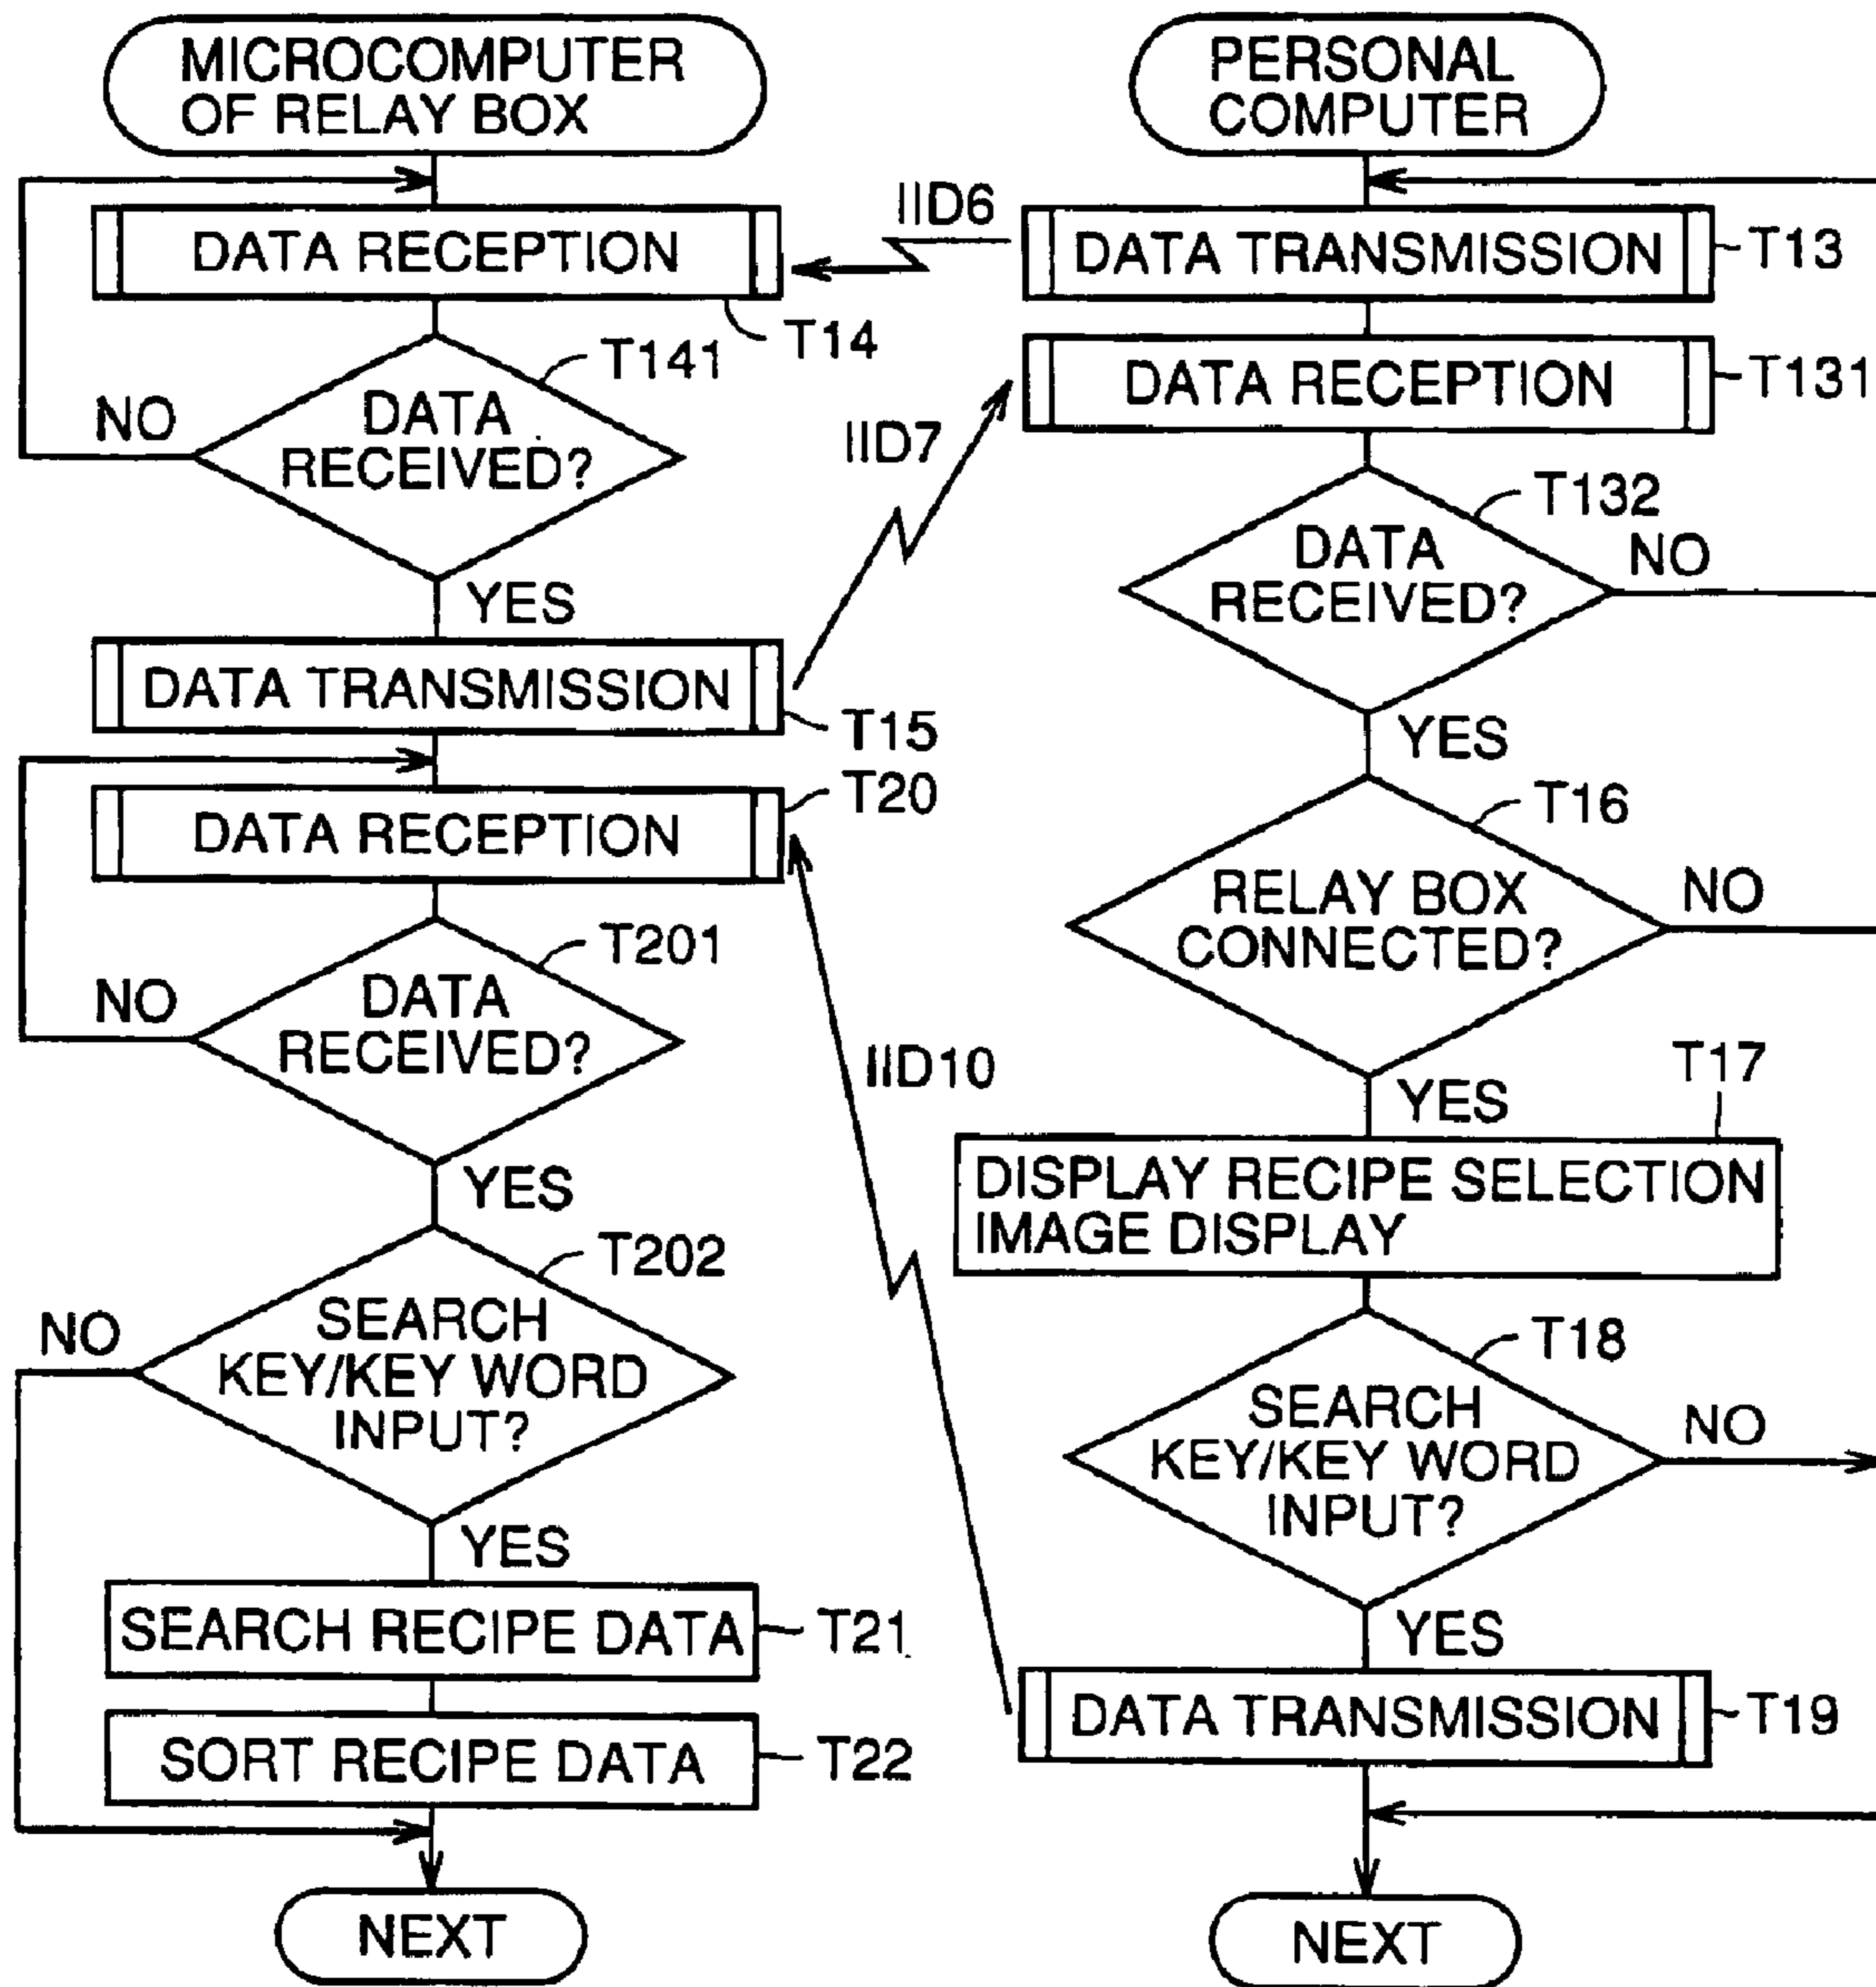 MICROCOMPUTER
OF RELAY BOX
DATA RECEPTION
T14
T141
DATA
RECEIVED?
NO
YES
DATA TRANSMISSION
T15
T20
DATA RECEPTION
T201
DATA
RECEIVED?
NO
YES
T202
SEARCH
KEY/KEY WORD
INPUT?
NO
YES
SEARCH RECIPE DATA
T21
SORT RECIPE DATA
T22
NEXT
IID6
IID7
IID10
PERSONAL
COMPUTER
DATA TRANSMISSION
T13
DATA RECEPTION
T131
T132
DATA
RECEIVED?
NO
YES
T16
RELAY BOX
CONNECTED?
NO
YES
T17
DISPLAY RECIPE SELECTION
IMAGE DISPLAY
T18
SEARCH
KEY/KEY WORD
INPUT?
NO
YES
DATA TRANSMISSION
T19
NEXT